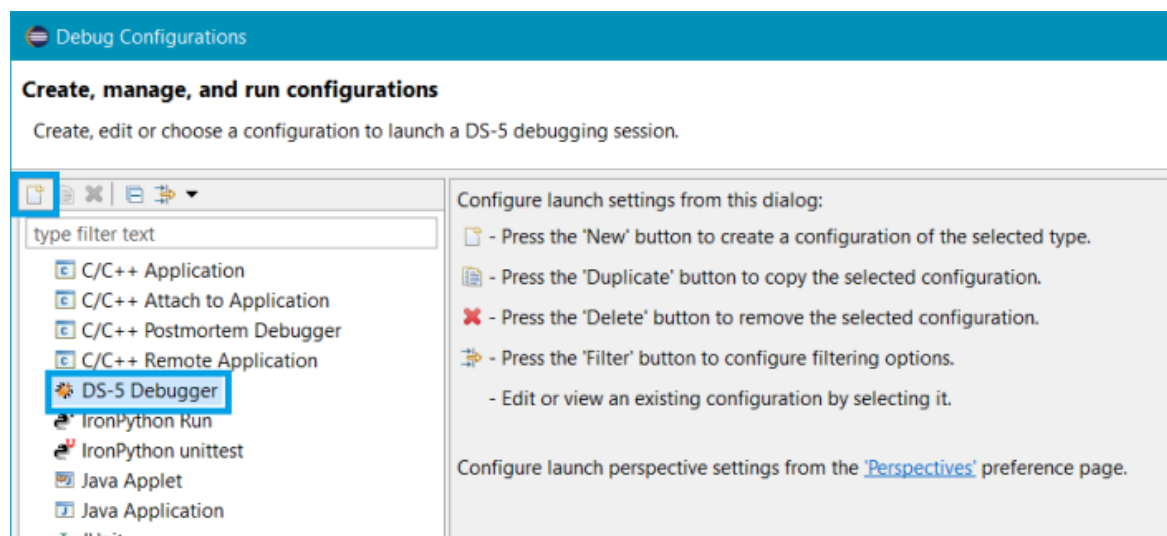 Debug Configurations
Create, manage, and run configurations
Create, edit or choose a configuration to launch a DS-5 debugging session.
type filter text
C/C++ Application
C/C++ Attach to Application
C/C++ Postmortem Debugger
C/C++ Remote Application
DS-5 Debugger
IronPython Run
IronPython unittest
Java Applet
Java Application
Configure launch settings from this dialog:
- Press the 'New' button to create a configuration of the selected type.
- Press the 'Duplicate' button to copy the selected configuration.
- Press the 'Delete' button to remove the selected configuration.
- Press the 'Filter' button to configure filtering options.
- Edit or view an existing configuration by selecting it.
Configure launch perspective settings from the 'Perspectives' preference page.